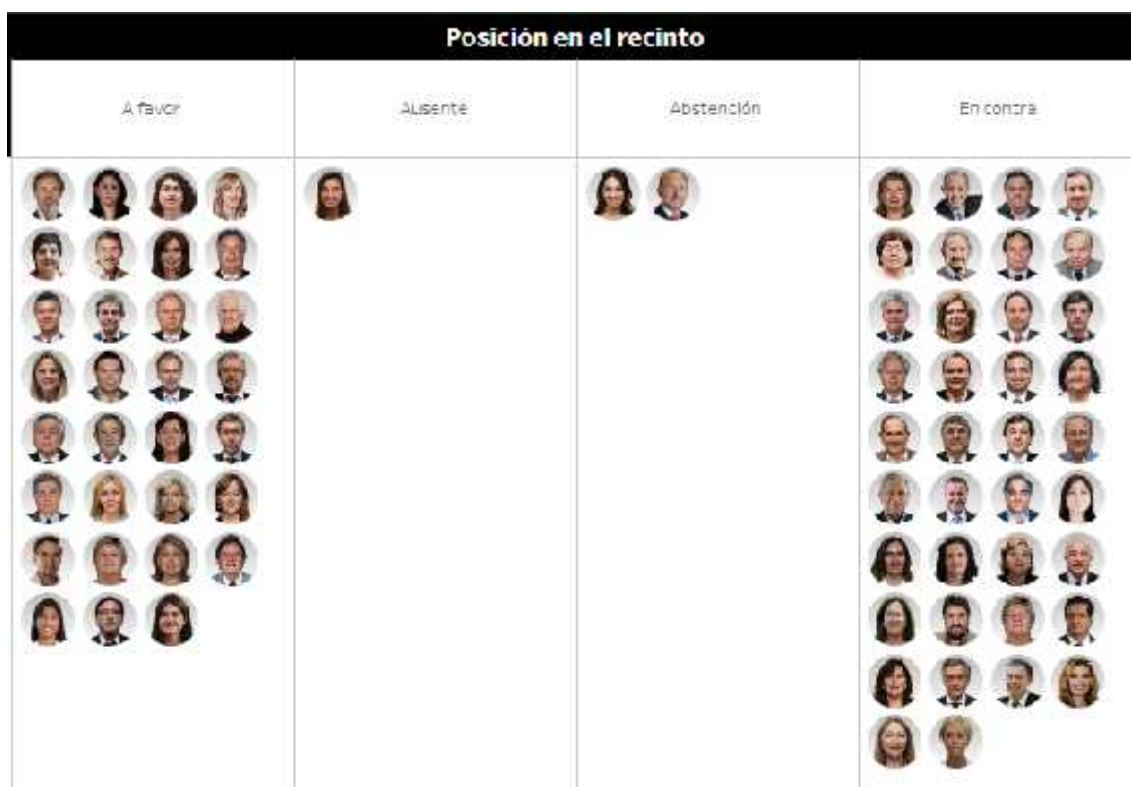 Posición en el recinto
A favor
Ausente
Abstención
En contra